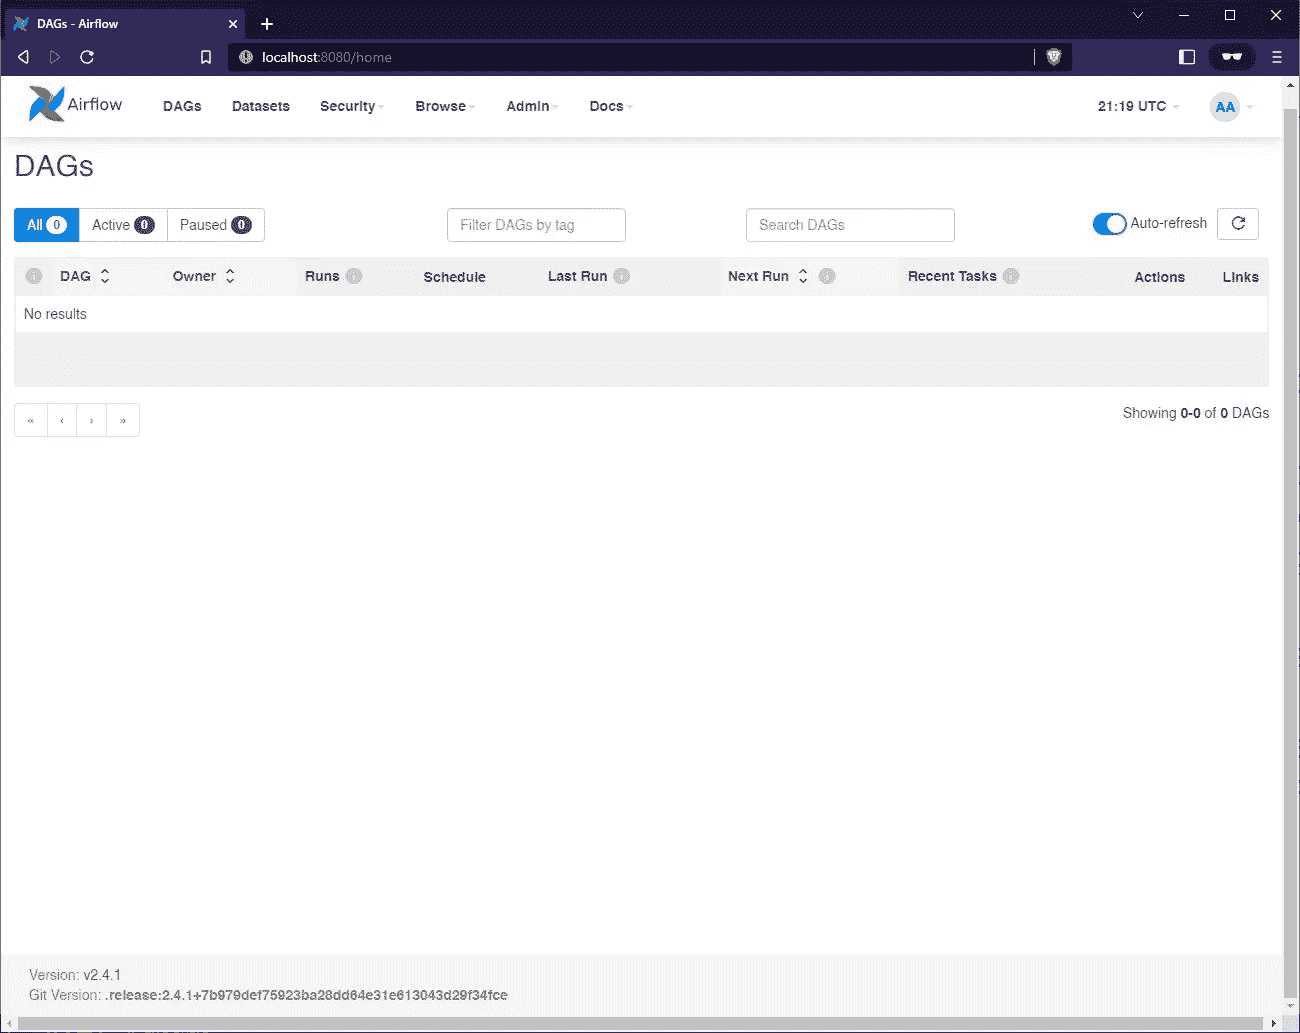 DAGs - Airflow
localhost:8080/home
Airflow DAGs Datasets Security Browse Admin Docs 21:19 UTC AA
DAGs
All 0 Active 0 Paused 0 Filter DAGs by tag Search DAGs Auto-refresh
DAG Owner Runs Schedule Last Run Next Run Recent Tasks Actions Links
No results
« ‹ › » Showing 0-0 of 0 DAGs
Version: v2.4.1
Git Version: .release:2.4.1+7b979def75923ba28dd64e31e613043d29f34fce